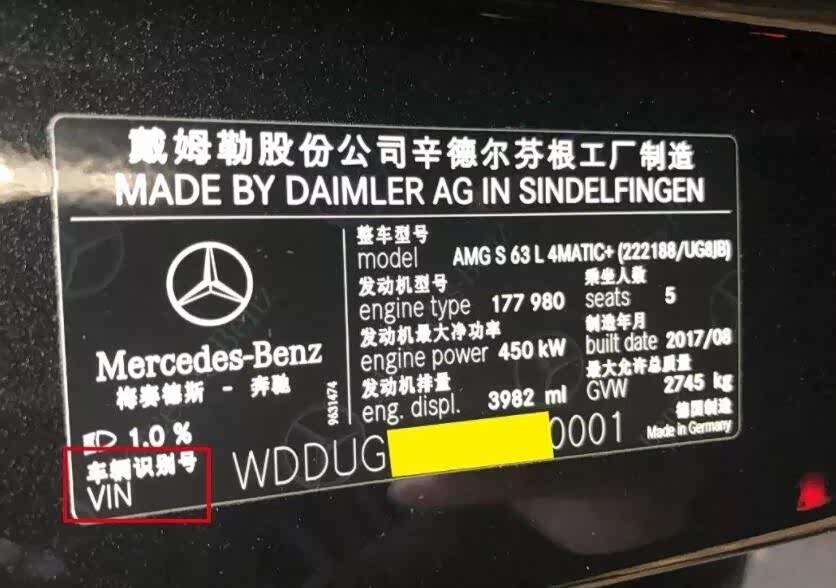 戴姆勒股份公司辛德尔芬根工厂制造
MADE BY DAIMLER AG IN SINDELFINGEN
Mercedes-Benz
梅赛德斯 - 奔驰
9631474
整车型号
model AMG S 63 L 4MATIC+ (222188/UG8JB)
发动机型号 乘坐人数
engine type 177 980 seats 5
发动机最大净功率 制造年月
engine power 450 kW built date 2017/08
发动机排量 最大允许总质量
eng. displ. 3982 ml GVW 2745 kg
德国制造
Made in Germany
1.0 %
车辆识别号
VIN WDDUG 0001